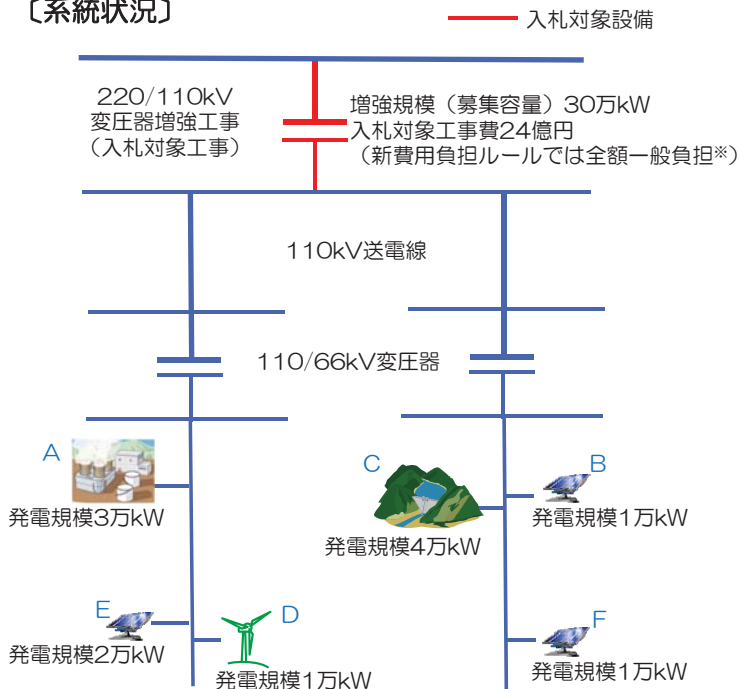 〔系統状況〕
入札対象設備
220/110kV
変圧器増強工事
（入札対象工事）
増強規模（募集容量）30万kW
入札対象工事費24億円
（新費用負担ルールでは全額一般負担※）
110kV送電線
110/66kV変圧器
A
発電規模3万kW
C
発電規模4万kW
B
発電規模1万kW
E
発電規模2万kW
D
発電規模1万kW
F
発電規模1万kW